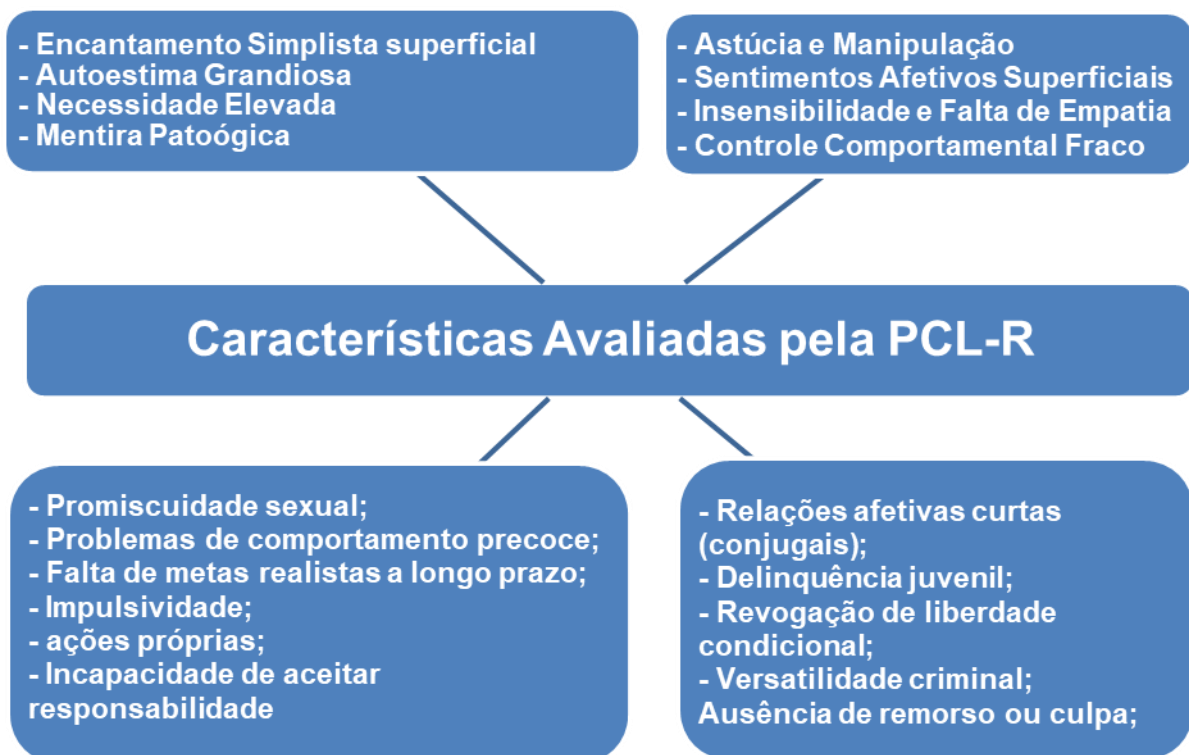 - Encantamento Simplista superficial
- Autoestima Grandiosa
- Necessidade Elevada
- Mentira Patoógica
- Astúcia e Manipulação
- Sentimentos Afetivos Superficiais
- Insensibilidade e Falta de Empatia
- Controle Comportamental Fraco
Características Avaliadas pela PCL-R
- Promiscuidade sexual;
- Problemas de comportamento precoce;
- Falta de metas realistas a longo prazo;
- Impulsividade;
- ações próprias;
- Incapacidade de aceitar
responsabilidade
- Relações afetivas curtas
(conjugais);
- Delinquência juvenil;
- Revogação de liberdade
condicional;
- Versatilidade criminal;
Ausência de remorso ou culpa;